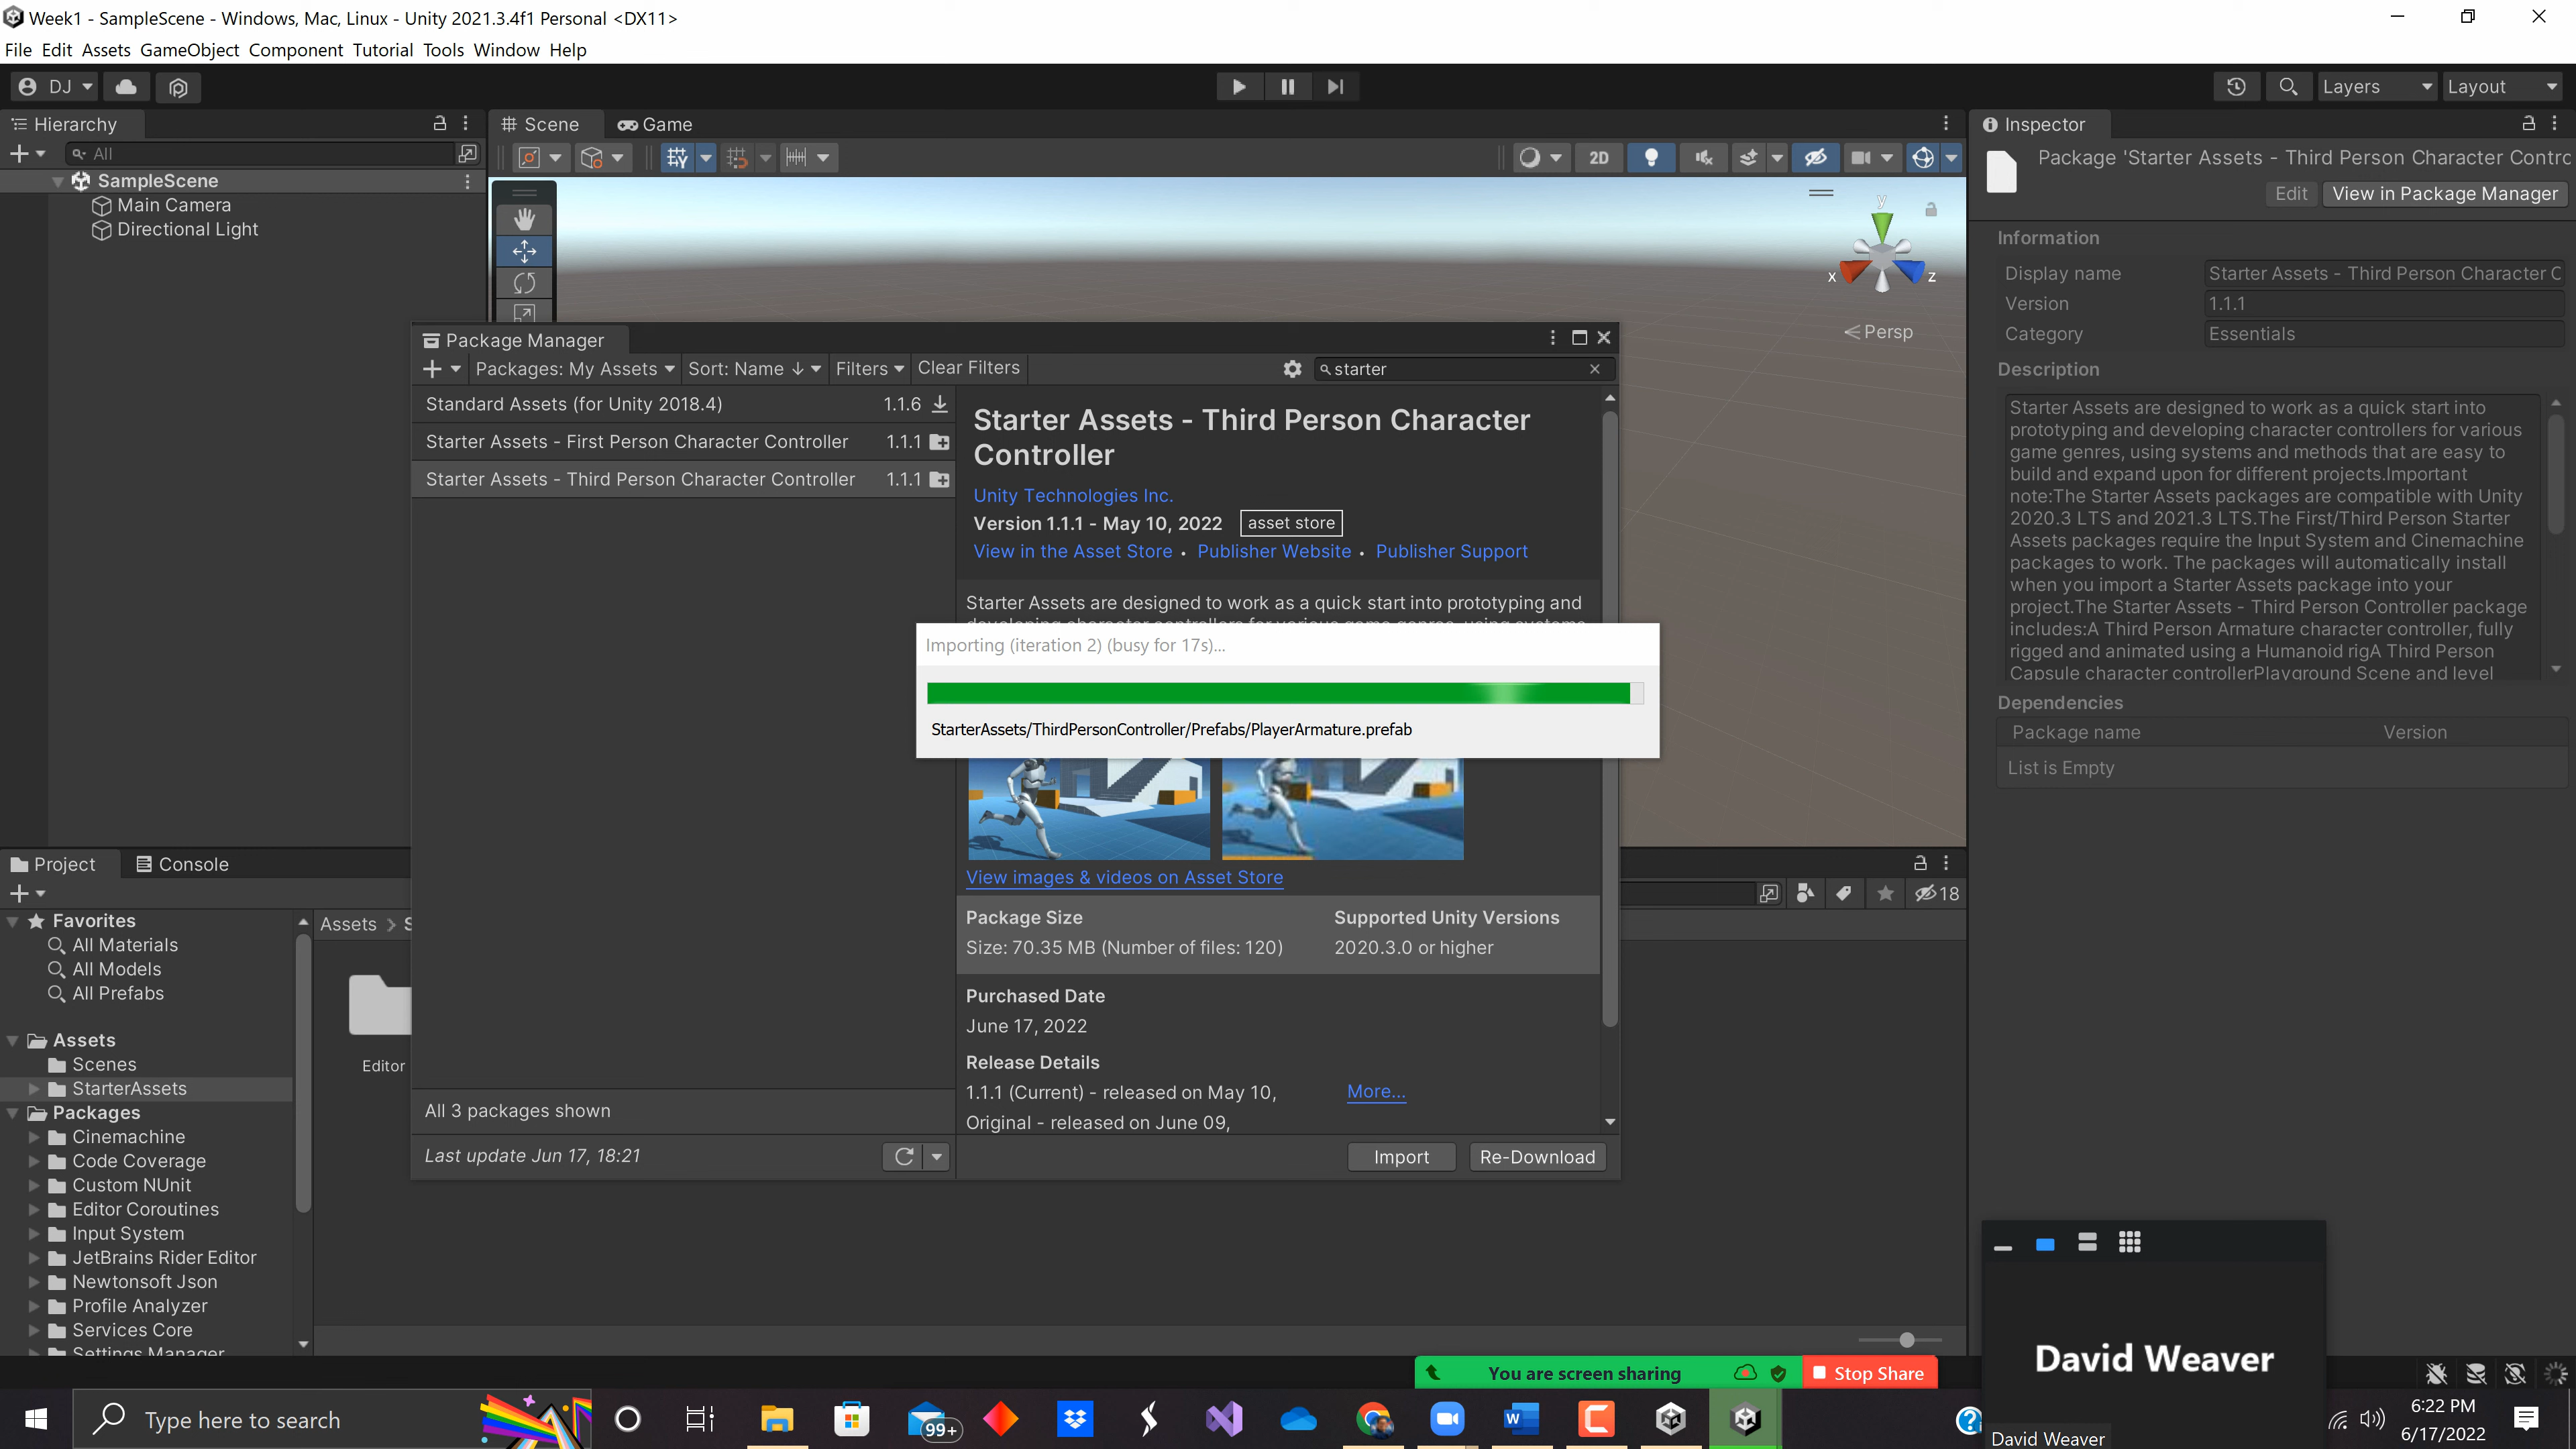 Week1 - SampleScene - Windows, Mac, Linux - Unity 2021.3.4f1 Personal <DX11>
File Edit Assets GameObject Component Tutorial Tools Window Help
DJ
Layers
Layout
Hierarchy
Scene
Game
Inspector
All
2D
Package 'Starter Assets - Third Person Character Contrc
Edit
View in Package Manager
SampleScene
Main Camera
Directional Light
y
x
z
Persp
Information
Display name Starter Assets - Third Person Character C
Version 1.1.1
Category Essentials
Description
Starter Assets are designed to work as a quick start into
prototyping and developing character controllers for various
game genres, using systems and methods that are easy to
build and expand upon for different projects.Important
note:The Starter Assets packages are compatible with Unity
2020.3 LTS and 2021.3 LTS.The First/Third Person Starter
Assets packages require the Input System and Cinemachine
packages to work. The packages will automatically install
when you import a Starter Assets package into your
project.The Starter Assets - Third Person Controller package
includes:A Third Person Armature character controller, fully
rigged and animated using a Humanoid rigA Third Person
Capsule character controllerPlayground Scene and level
Dependencies
Package name Version
List is Empty
Package Manager
Packages: My Assets
Sort: Name ↓
Filters
Clear Filters
starter
Standard Assets (for Unity 2018.4) 1.1.6
Starter Assets - First Person Character Controller 1.1.1
Starter Assets - Third Person Character Controller 1.1.1
Starter Assets - Third Person Character
Controller
Unity Technologies Inc.
Version 1.1.1 - May 10, 2022 asset store
View in the Asset Store • Publisher Website • Publisher Support
Starter Assets are designed to work as a quick start into prototyping and
developing character controllers for various game genres, using systems
Importing (iteration 2) (busy for 17s)...
StarterAssets/ThirdPersonController/Prefabs/PlayerArmature.prefab
View images & videos on Asset Store
Package Size Supported Unity Versions
Size: 70.35 MB (Number of files: 120) 2020.3.0 or higher
Purchased Date
June 17, 2022
Release Details
1.1.1 (Current) - released on May 10, More...
Original - released on June 09,
All 3 packages shown
Last update Jun 17, 18:21
Import
Re-Download
Project
Console
18
Favorites
All Materials
All Models
All Prefabs
Assets
Scenes
StarterAssets
Packages
Cinemachine
Code Coverage
Custom NUnit
Editor Coroutines
Input System
JetBrains Rider Editor
Newtonsoft Json
Profile Analyzer
Services Core
Settings Manager
Assets > S
Editor
You are screen sharing
Stop Share
David Weaver
David Weaver
Type here to search
99+
6:22 PM
6/17/2022